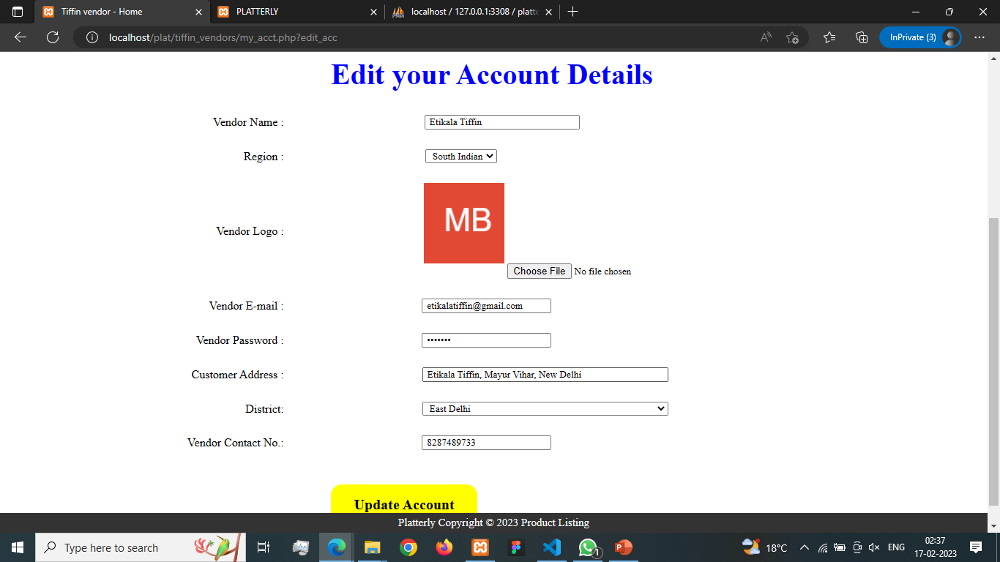 Tiffin vendor - Home
PLATTERLY
localhost / 127.0.0.1:3308 / platte
localhost/plat/tiffin_vendors/my_acct.php?edit_acc
InPrivate (3)
Edit your Account Details
Vendor Name : Etikala Tiffin
Region : South Indian
MB
Vendor Logo :
Choose File No file chosen
Vendor E-mail : etikalatiffin@gmail.com
Vendor Password : •••••••
Customer Address : Etikala Tiffin, Mayur Vihar, New Delhi
District: East Delhi
Vendor Contact No.: 8287489733
Update Account
Platterly Copyright © 2023 Product Listing
Type here to search
1
18°C
ENG
02:37
17-02-2023